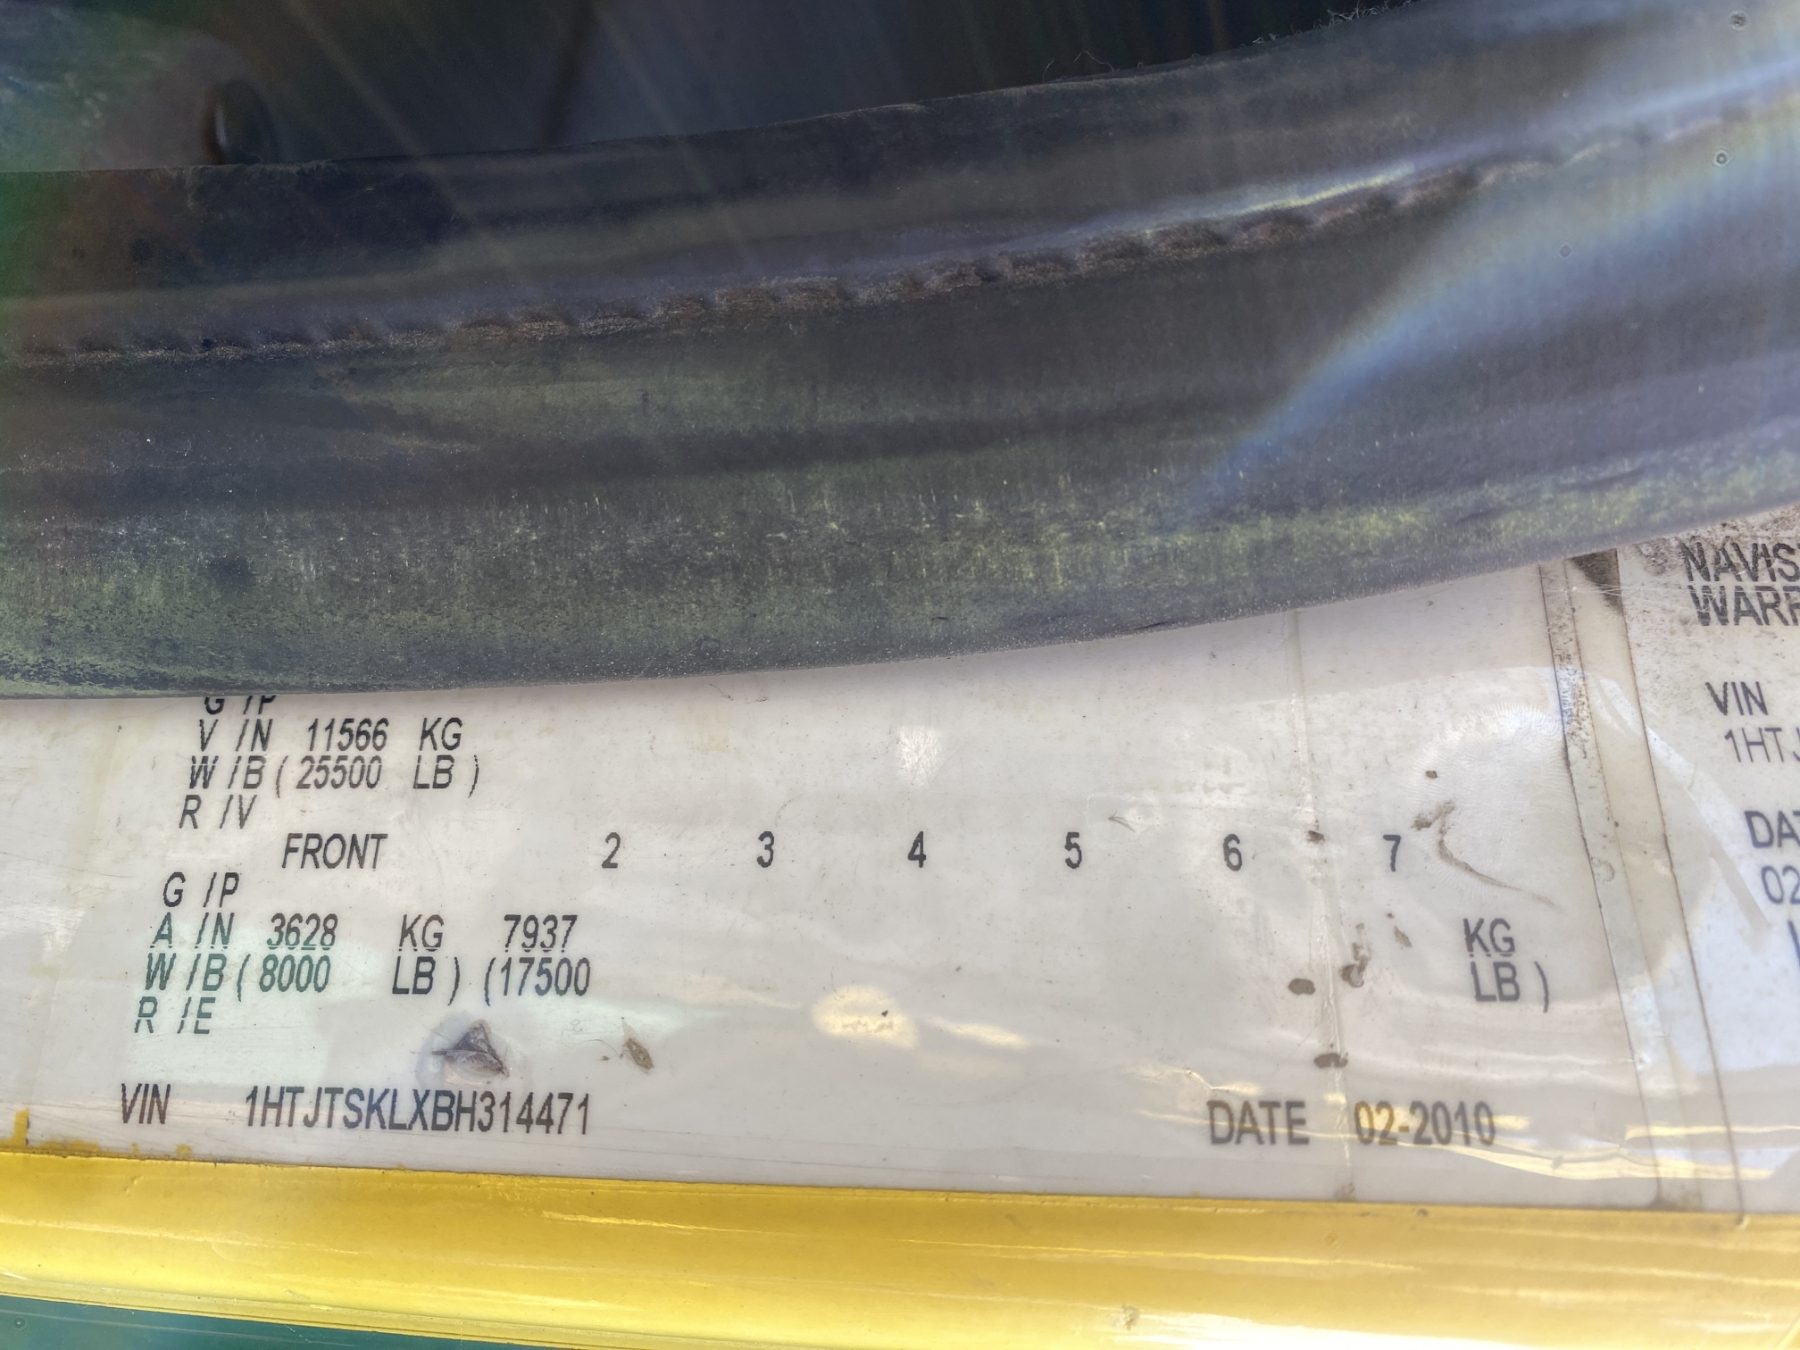 G /P
V /N 11566 KG
W /B ( 25500 LB )
R /V
FRONT 2 3 4 5 6 7
G /P
A /N 3628 KG 7937 KG
W /B ( 8000 LB ) (17500 LB )
R /E
VIN 1HTJTSKLXBH314471 DATE 02-2010
NAVIS
WARR
VIN
1HTJ
DAT
02